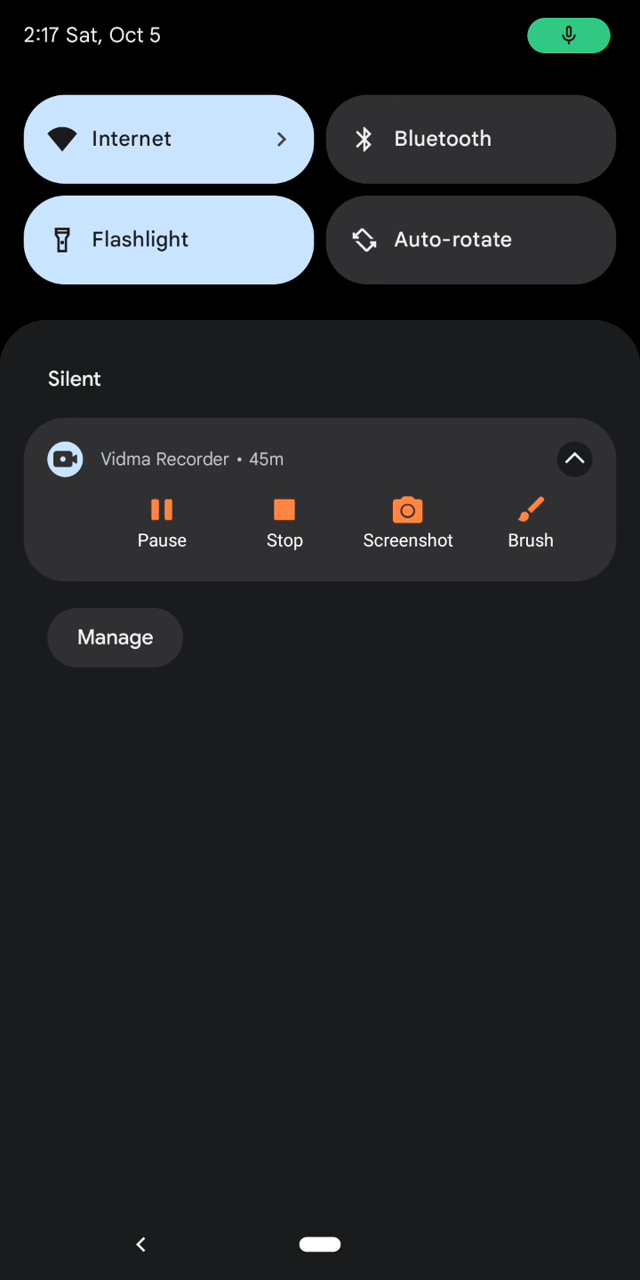 2:17 Sat, Oct 5
Internet
Bluetooth
Flashlight
Auto-rotate
Silent
Vidma Recorder • 45m
Pause Stop Screenshot Brush
Manage